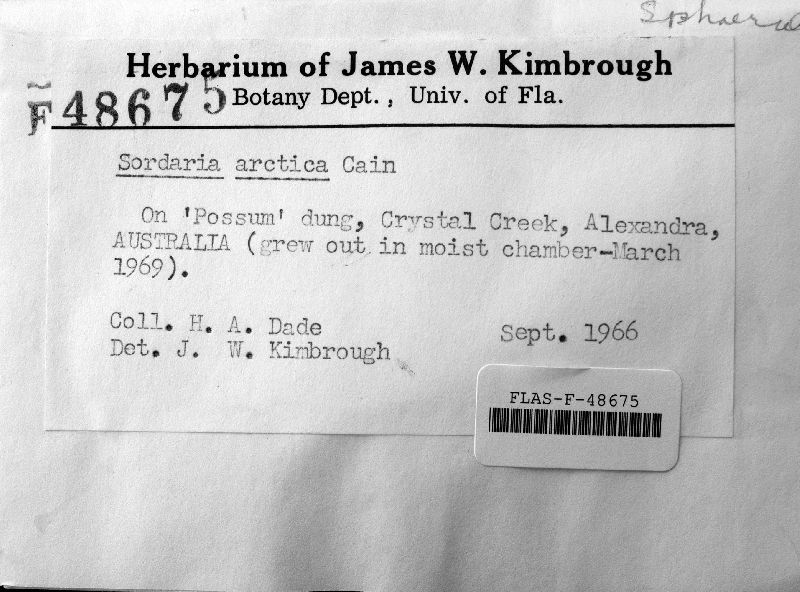 Herbarium of James W. Kimbrough
F 48675 Botany Dept., Univ. of Fla.
Sordaria arctica Cain
On 'Possum' dung, Crystal Creek, Alexandra,
AUSTRALIA (grew out in moist chamber-March
1969).
Coll. H. A. Dade Sept. 1966
Det. J. W. Kimbrough
FLAS-F-48675